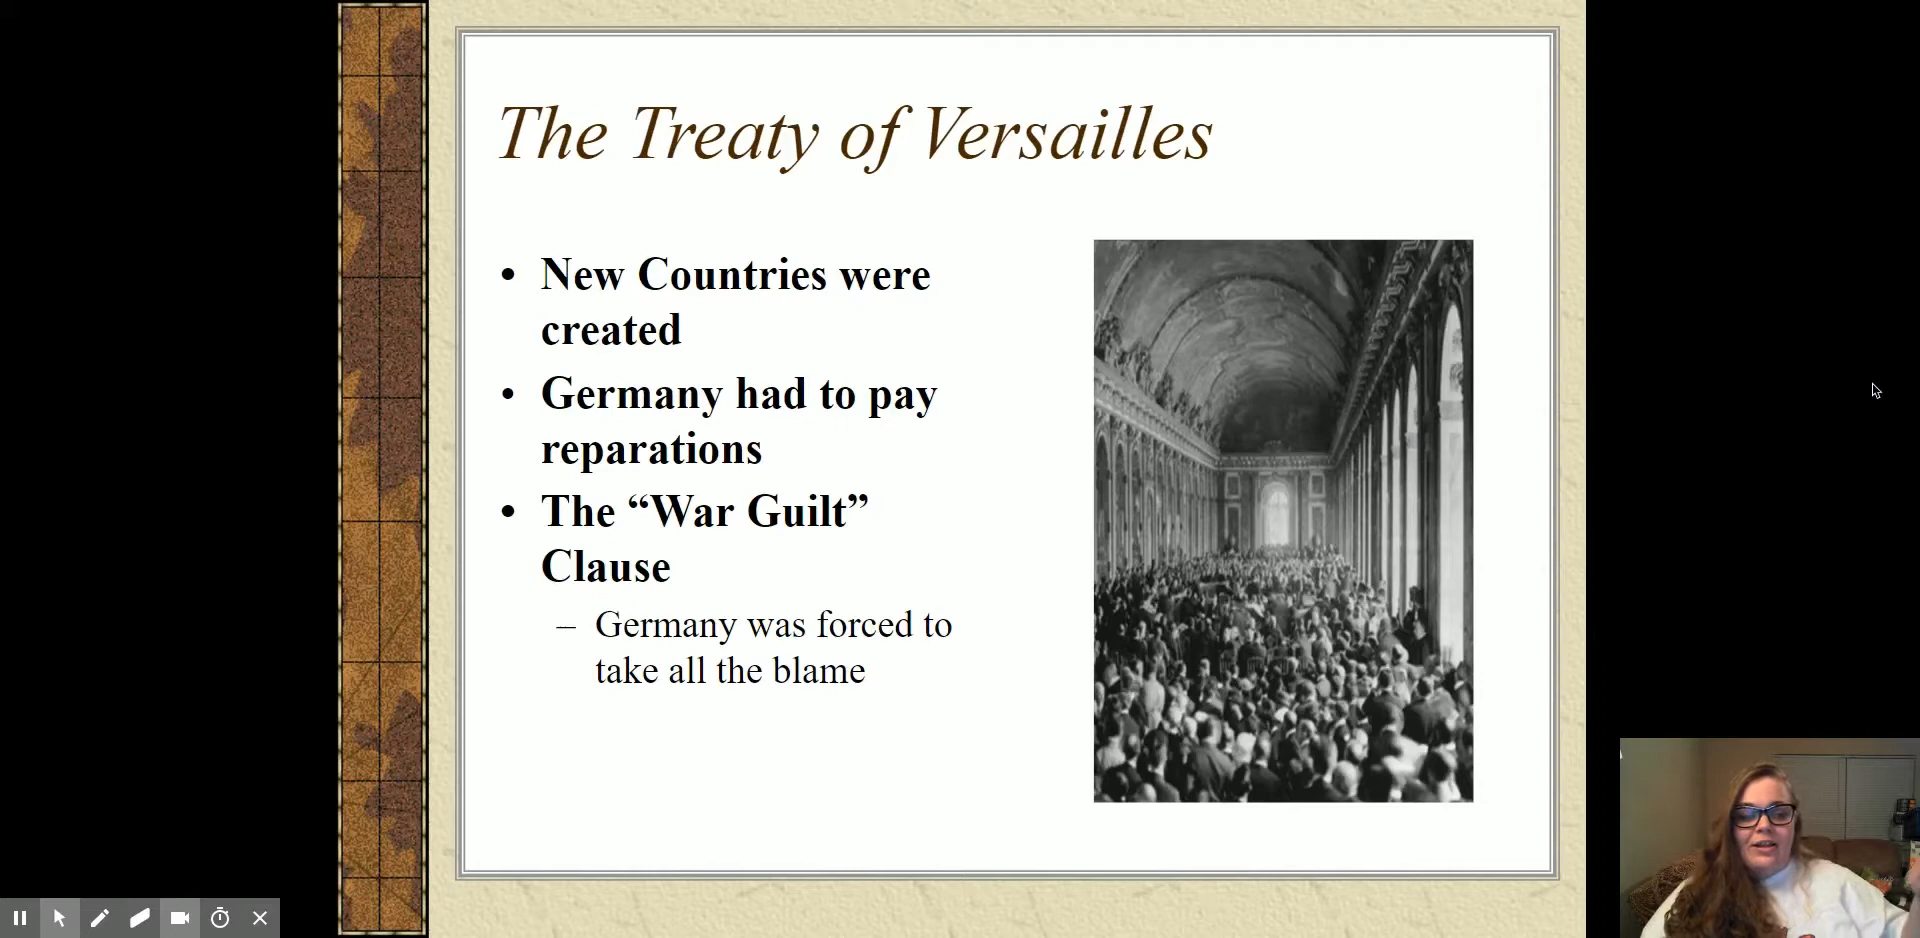 The Treaty of Versailles
• New Countries were
created
• Germany had to pay
reparations
• The “War Guilt”
Clause
– Germany was forced to
take all the blame